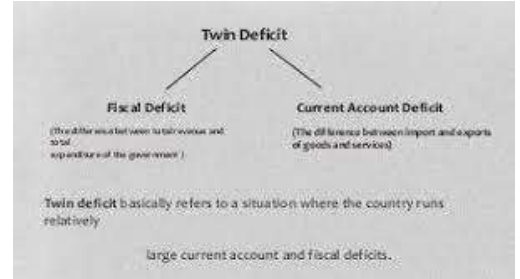 Twin Deficit
Fiscal Deficit
(The difference between total revenue and
total
expenditure of the government )
Current Account Deficit
(The difference between import and exports
of goods and services)
Twin deficit basically refers to a situation where the country runs
relatively
large current account and fiscal deficits.